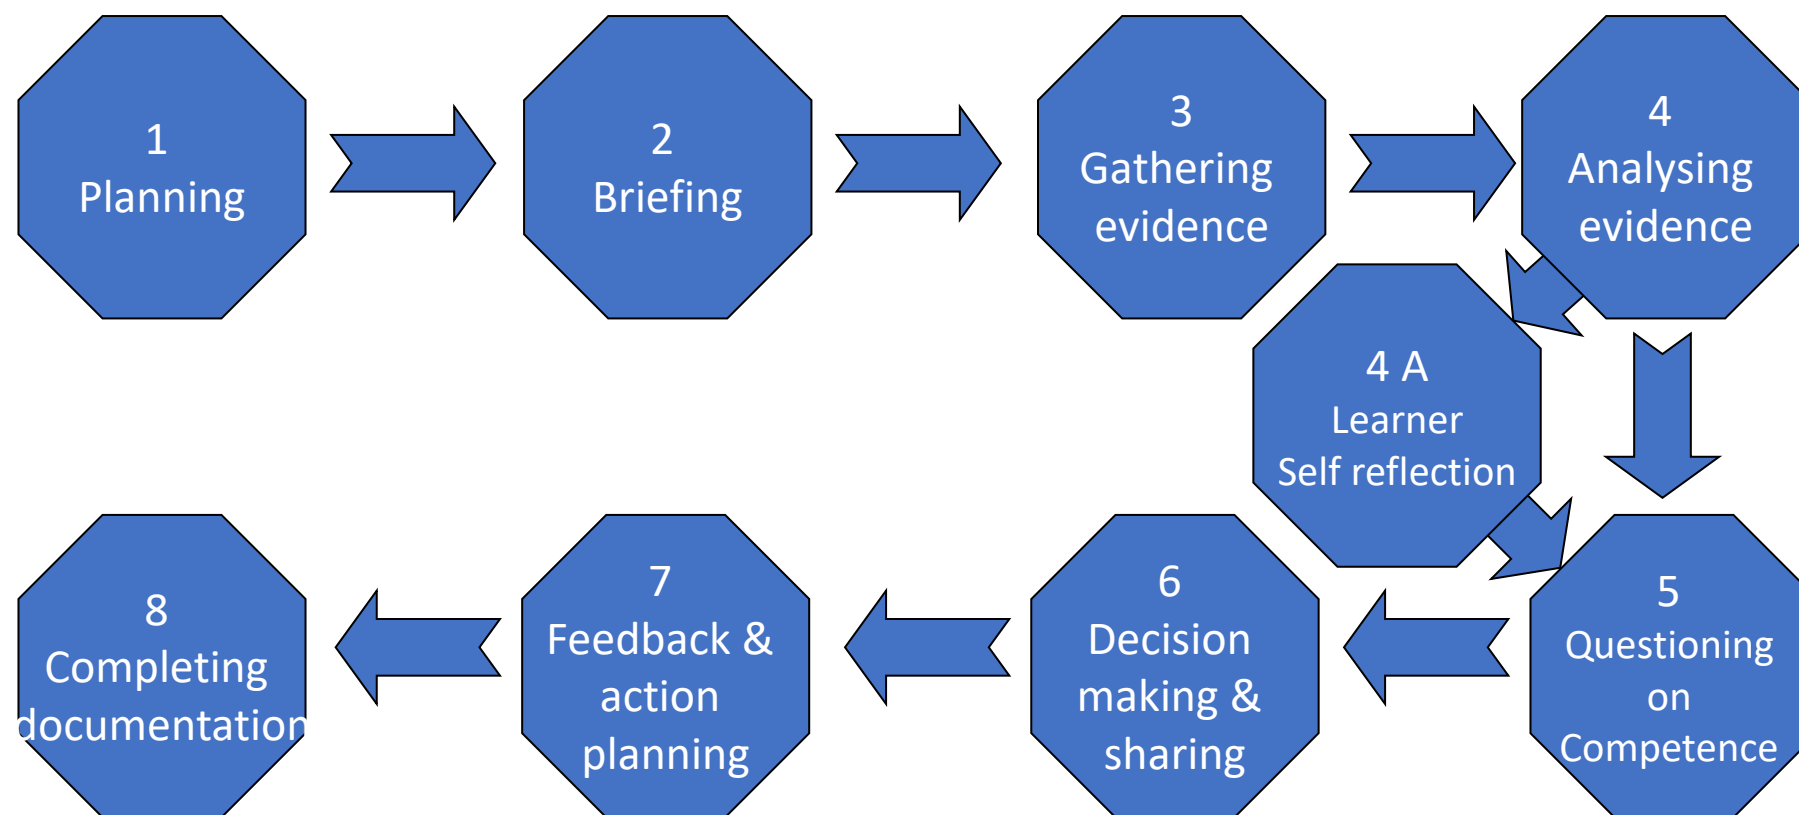 1
Planning
2
Briefing
3
Gathering
evidence
4
Analysing
evidence
4 A
Learner
Self reflection
5
Questioning
on
Competence
6
Decision
making &
sharing
7
Feedback &
action
planning
8
Completing
documentation